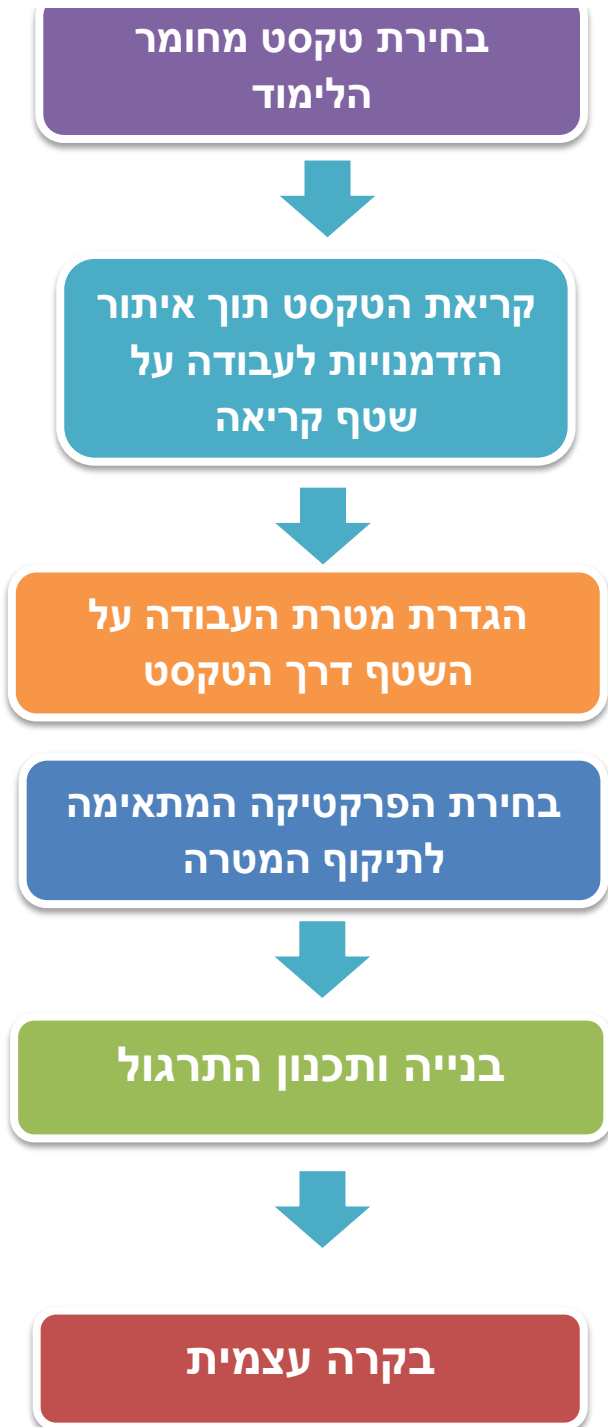 בחירת טקסט מחומר
הלימוד
קריאת הטקסט תוך איתור
הזדמנויות לעבודה על
שטף קריאה
הגדרת מטרת העבודה על
השטף דרך הטקסט
בחירת הפרקטיקה המתאימה
לתיקוף המטרה
בנייה ותכנון התרגול
בקרה עצמית